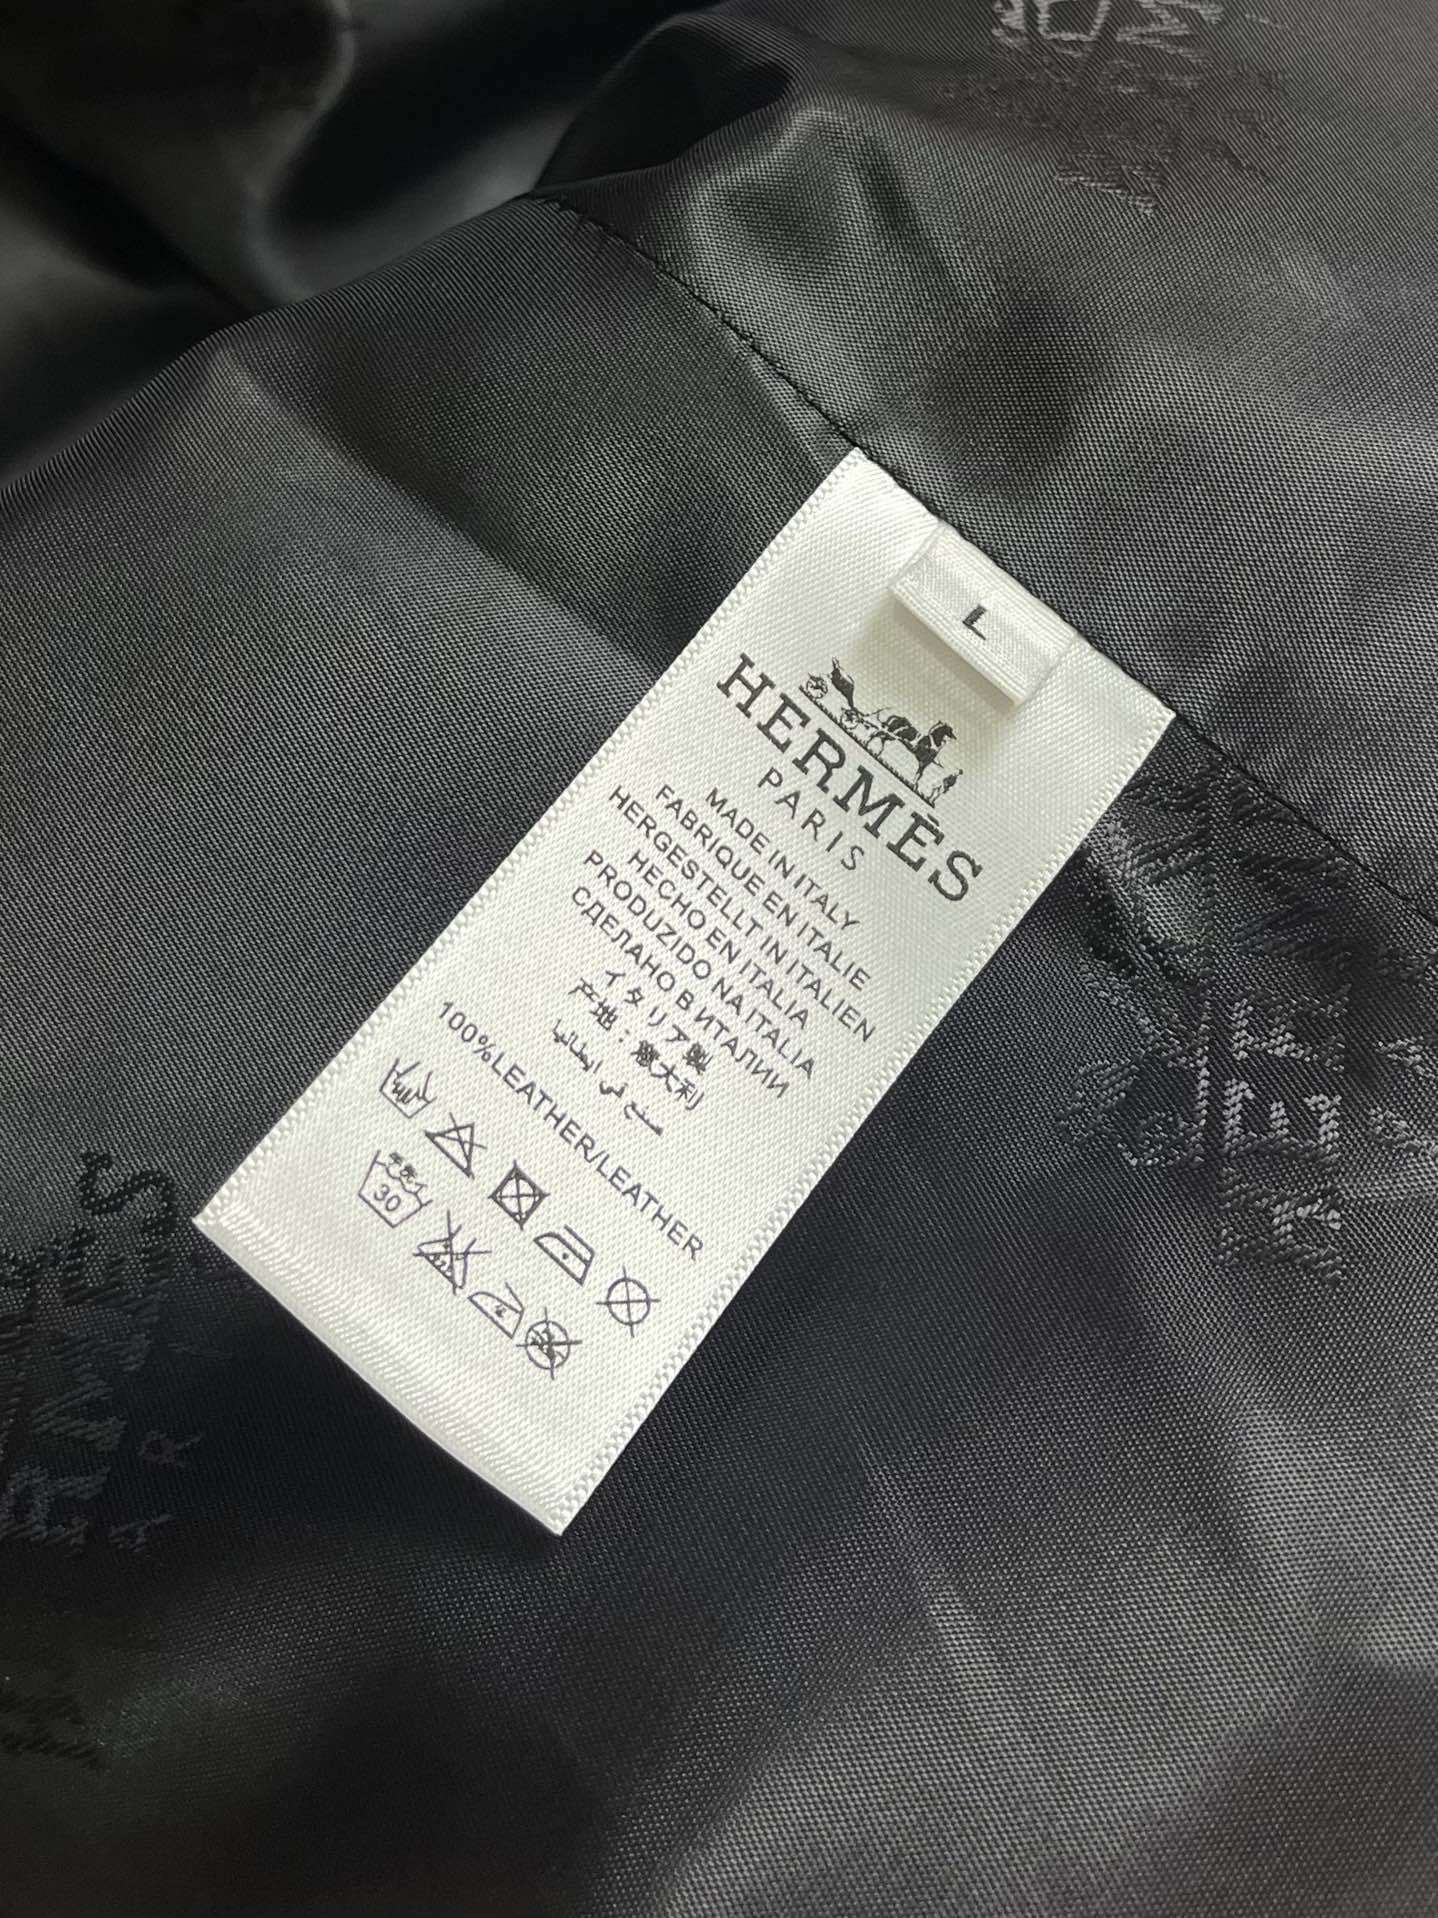 L
HERMÈS
PARIS
MADE IN ITALY
FABRIQUE EN ITALIE
HERGESTELLT IN ITALIEN
HECHO EN ITALIA
PRODUZIDO NA ITALIA
СДЕЛАНО В ИТАЛИИ
イタリア製
产地：意大利
صنع في ايطاليا
100%LEATHER/LEATHER
30